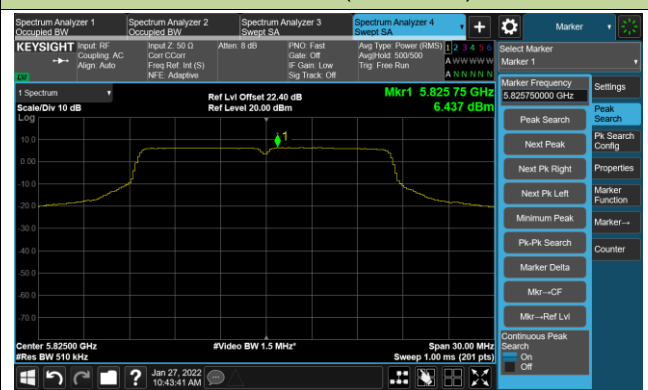 Spectrum Analyzer 1
Occupied BW
Spectrum Analyzer 2
Occupied BW
Spectrum Analyzer 3
Swept SA
Spectrum Analyzer 4
Swept SA
Marker
KEYSIGHT
Input: RF
Coupling: AC
Align: Auto
Input Z: 50 Ω
Corr CCorr
Freq Ref: Int (S)
NFE: Adaptive
Atten: 8 dB
PNO: Fast
Gate: Off
IF Gain: Low
Sig Track: Off
Avg Type: Power (RMS)
Avg|Hold: 500/500
Trig: Free Run
1 2 3 4 5 6
A W W W W W
A N N N N N
Select Marker
Marker 1
1 Spectrum
Scale/Div 10 dB
Log
Ref Lvl Offset 22.40 dB
Ref Level 20.00 dBm
Mkr1 5.825 75 GHz
6.437 dBm
10.0
0.00
-10.0
-20.0
-30.0
-40.0
-50.0
-60.0
-70.0
1
Center 5.82500 GHz
#Res BW 510 kHz
#Video BW 1.5 MHz*
Span 30.00 MHz
Sweep 1.00 ms (201 pts)
Marker Frequency
5.825750000 GHz
Peak Search
Next Peak
Next Pk Right
Next Pk Left
Minimum Peak
Pk-Pk Search
Marker Delta
Mkr→CF
Mkr→Ref Lvl
Continuous Peak
Search
On
Off
Settings
Peak
Search
Pk Search
Config
Properties
Marker
Function
Marker→
Counter
Jan 27, 2022
10:43:41 AM